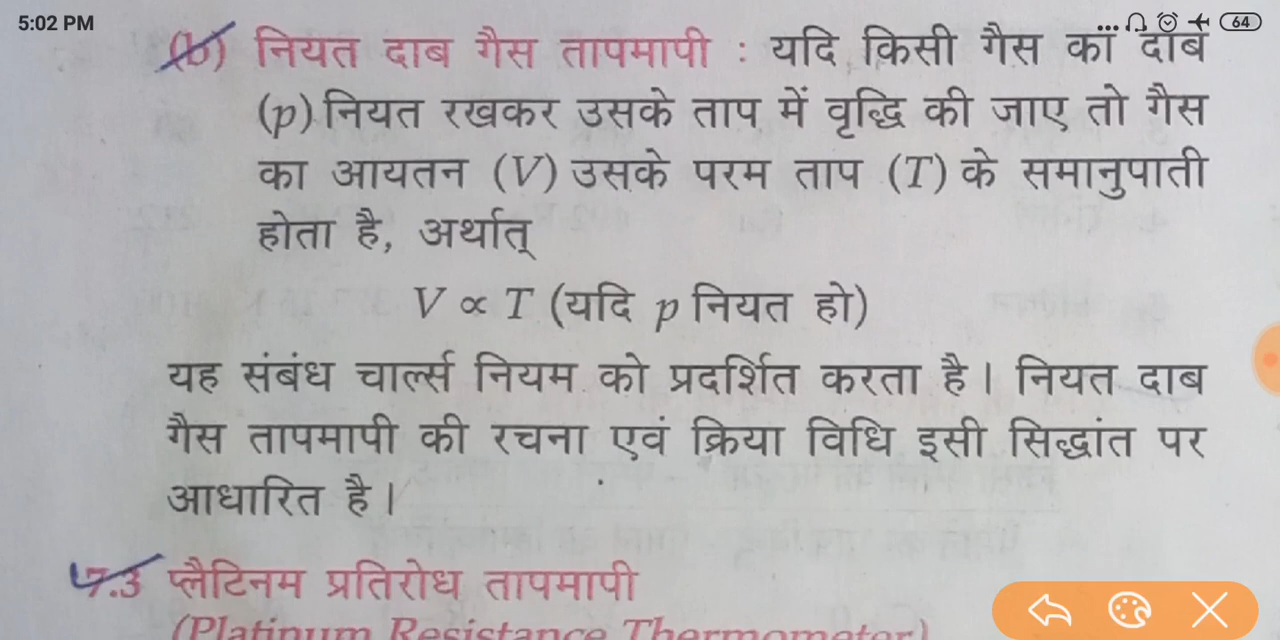 5:02 PM
64
(b) नियत दाब गैस तापमापी : यदि किसी गैस का दाब
(p) नियत रखकर उसके ताप में वृद्धि की जाए तो गैस
का आयतन (V) उसके परम ताप (T) के समानुपाती
होता है, अर्थात्
V ∝ T (यदि p नियत हो)
यह संबंध चार्ल्स नियम को प्रदर्शित करता है। नियत दाब
गैस तापमापी की रचना एवं क्रिया विधि इसी सिद्धांत पर
आधारित है।
7.3 प्लैटिनम प्रतिरोध तापमापी
(Platinum Resistance Thermometer)